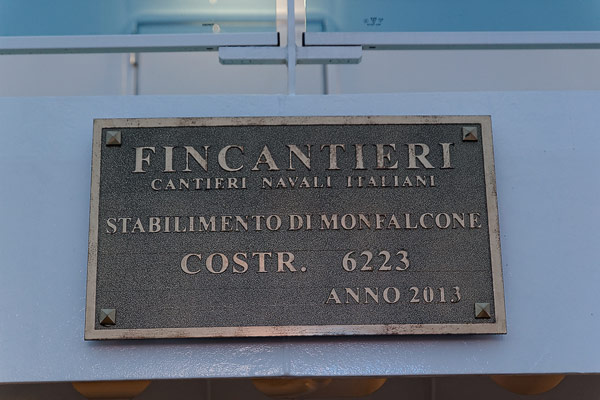 FINCANTIERI
CANTIERI NAVALI ITALIANI
STABILIMENTO DI MONFALCONE
COSTR. 6223
ANNO 2013